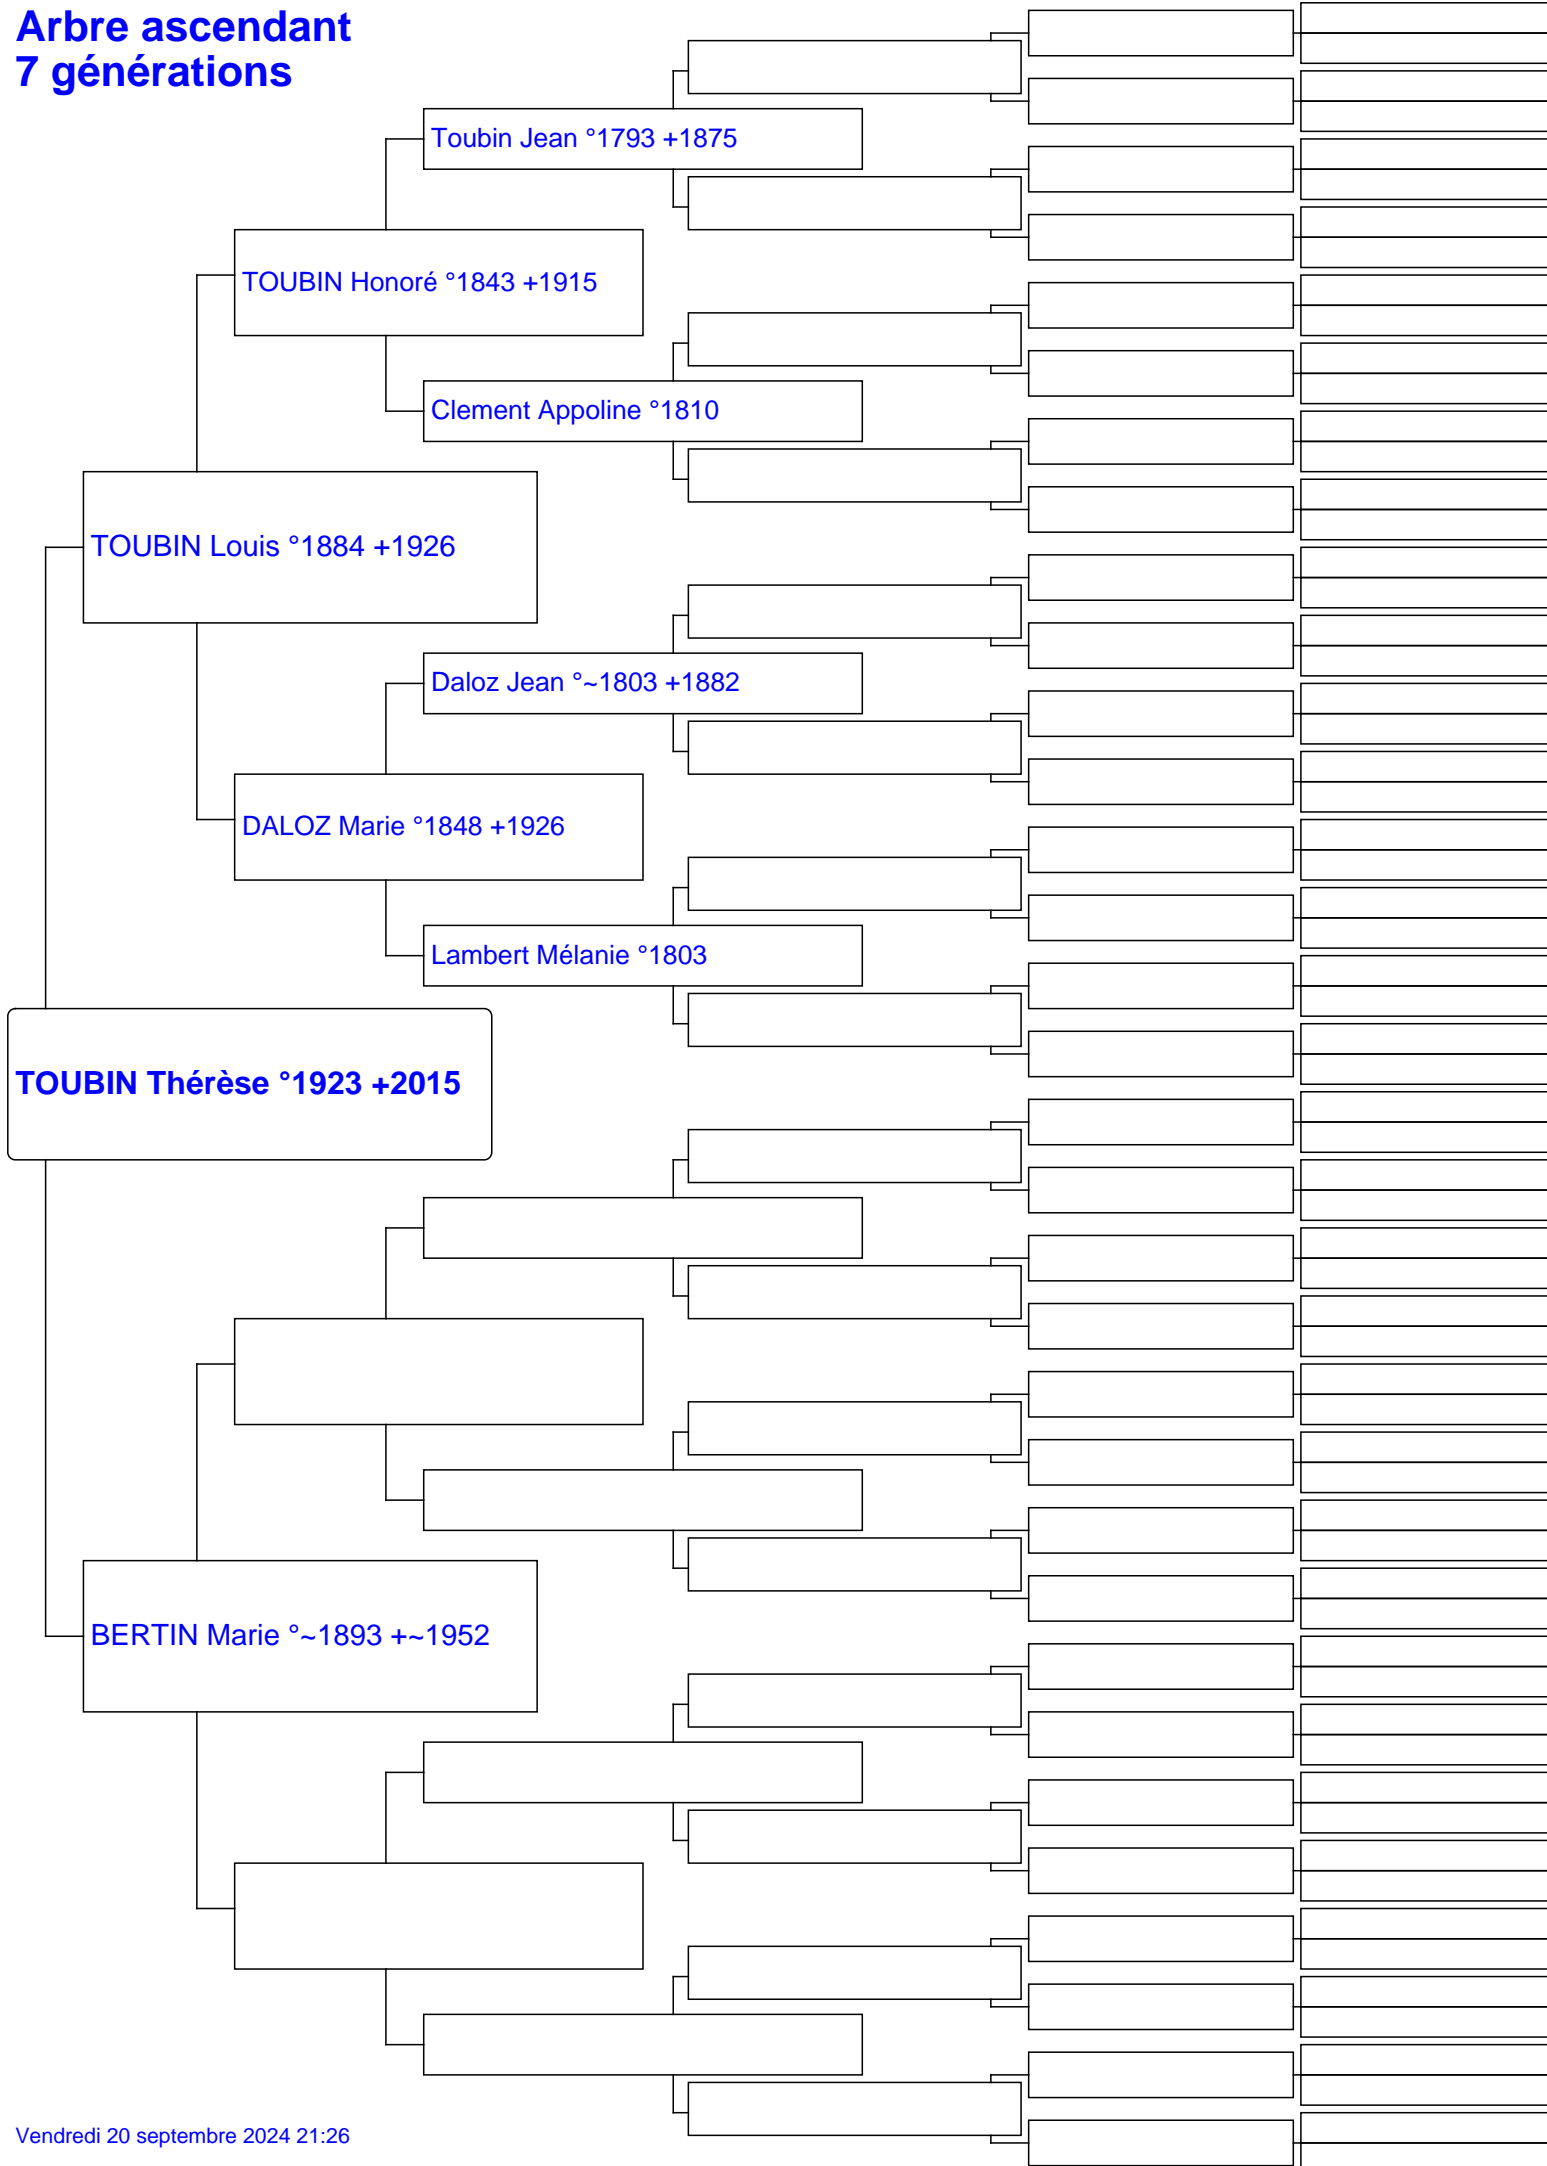 Arbre ascendant
7 générations
Toubin Jean °1793 +1875
TOUBIN Honoré °1843 +1915
Clement Appoline °1810
TOUBIN Louis °1884 +1926
Daloz Jean °~1803 +1882
DALOZ Marie °1848 +1926
Lambert Mélanie °1803
TOUBIN Thérèse °1923 +2015
BERTIN Marie °~1893 +~1952
Vendredi 20 septembre 2024 21:26